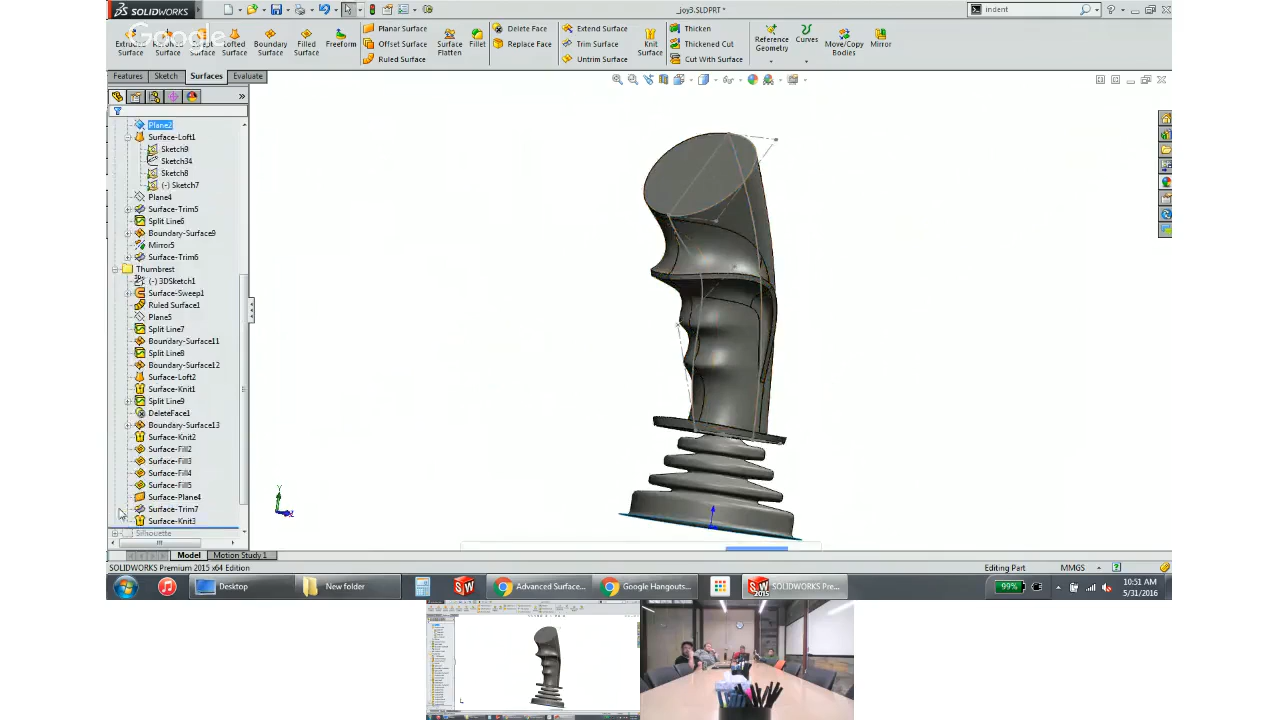 SOLIDWORKS
_joy3.SLDPRT *
indent
Google
Extruded Surface
Revolved Surface
Swept Surface
Lofted Surface
Boundary Surface
Filled Surface
Freeform
Planar Surface
Offset Surface
Ruled Surface
Surface Flatten
Fillet
Delete Face
Replace Face
Extend Surface
Trim Surface
Untrim Surface
Knit Surface
Thicken
Thickened Cut
Cut With Surface
Reference Geometry
Curves
Move/Copy Bodies
Mirror
Features
Sketch
Surfaces
Evaluate
Plane2
Surface-Loft1
Sketch9
Sketch34
Sketch8
(-) Sketch7
Plane4
Surface-Trim5
Split Line6
Boundary-Surface9
Mirror5
Surface-Trim6
Thumbrest
(-) 3DSketch1
Surface-Sweep1
Ruled Surface1
Plane5
Split Line7
Boundary-Surface11
Split Line8
Boundary-Surface12
Surface-Loft2
Surface-Knit1
Split Line9
DeleteFace1
Boundary-Surface13
Surface-Knit2
Surface-Fill2
Surface-Fill3
Surface-Fill4
Surface-Fill5
Surface-Plane4
Surface-Trim7
Surface-Knit3
Silhouette
Y
Z
Model
Motion Study 1
SOLIDWORKS Premium 2015 x64 Edition
Editing Part
MMGS
Desktop
New folder
Advanced Surface...
Google Hangouts...
SOLIDWORKS Pre...
99%
10:51 AM
5/31/2016